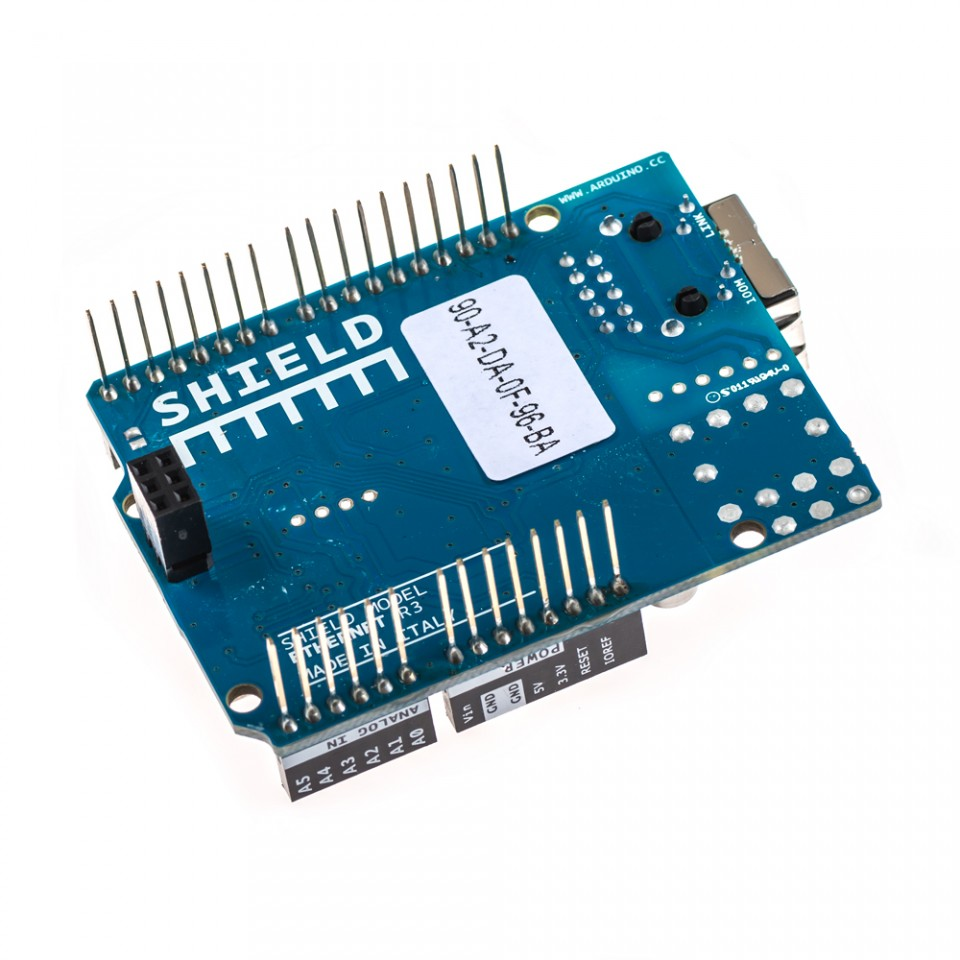 WWW.ARDUINO.CC
LINK
100M
SHIELD
90-A2-DA-0F-96-BA
SHIELD MODEL
ETHERNET R3
MADE IN ITALY
POWER
Vin
GND
GND
5V
3.3V
RESET
IOREF
ANALOG IN
A5
A4
A3
A2
A1
A0